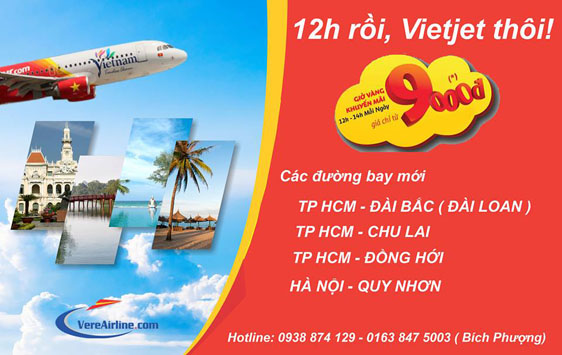 12h rồi, Vietjet thôi!
GIỜ VÀNG
KHUYẾN MÃI
12h - 14h Mỗi Ngày
giá chỉ từ
9000đ
(*)
Vietnam
Các đường bay mới
TP HCM - ĐÀI BẮC ( ĐÀI LOAN )
TP HCM - CHU LAI
TP HCM - ĐỒNG HỚI
HÀ NỘI - QUY NHƠN
VereAirline.com
Hotline: 0938 874 129 - 0163 847 5003 ( Bích Phượng)